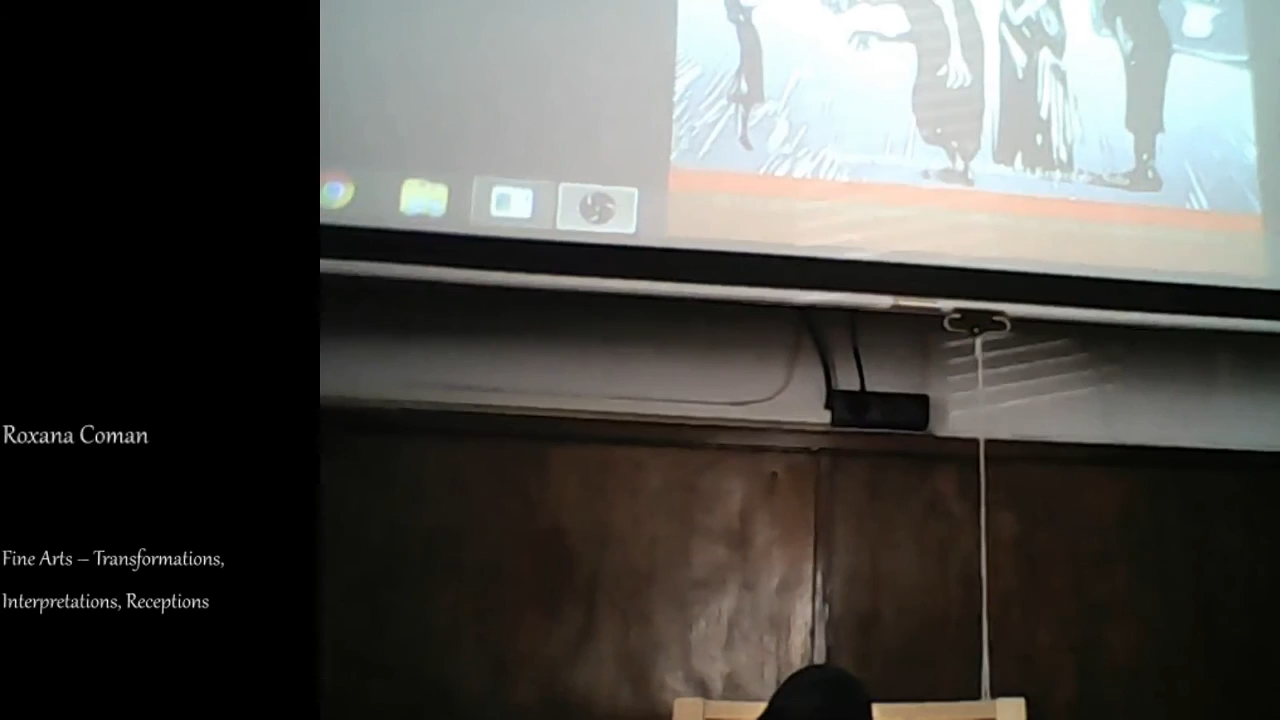 Roxana Coman
Fine Arts – Transformations,
Interpretations, Receptions